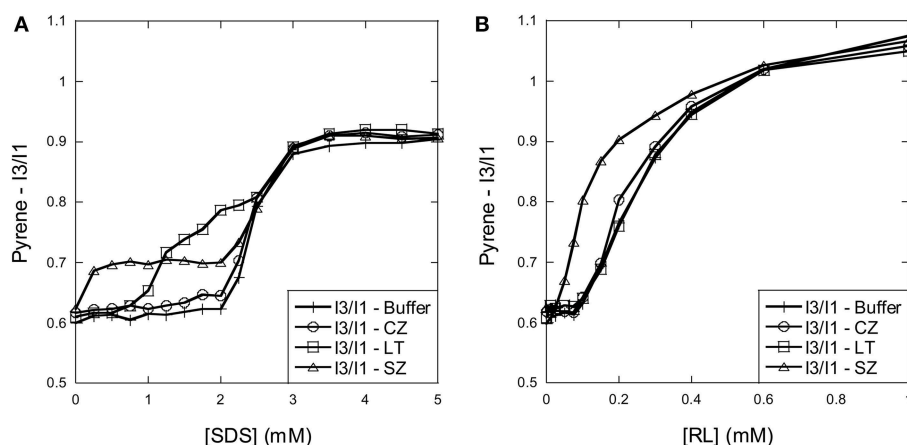 A
B
Pyrene - I3/I1
1.1
1
0.9
0.8
0.7
0.6
0.5
0
1
2
3
4
5
[SDS] (mM)
I3/I1 - Buffer
I3/I1 - CZ
I3/I1 - LT
I3/I1 - SZ
Pyrene - I3/I1
1.1
1
0.9
0.8
0.7
0.6
0.5
0
0.2
0.4
0.6
0.8
1
[RL] (mM)
I3/I1 - Buffer
I3/I1 - CZ
I3/I1 - LT
I3/I1 - SZ